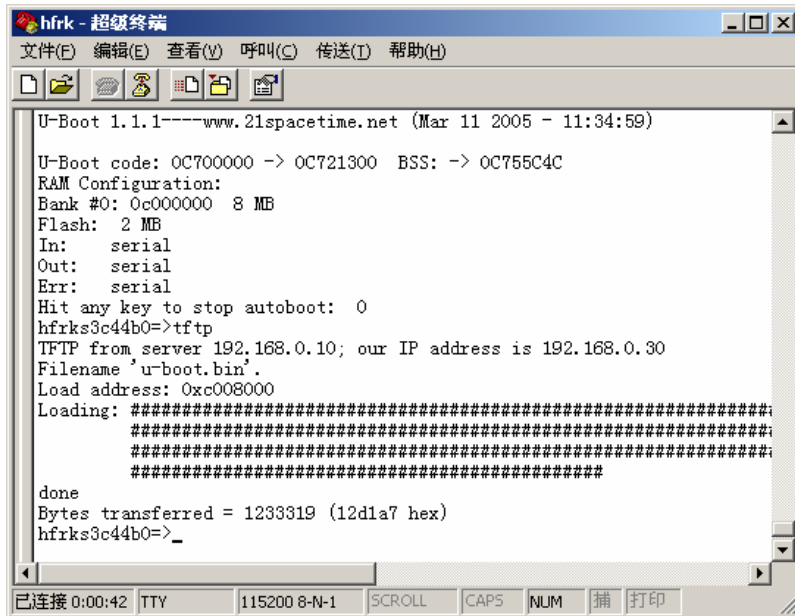 hfrk - 超级终端
文件(F) 编辑(E) 查看(V) 呼叫(C) 传送(T) 帮助(H)
U-Boot 1.1.1----www.21spacetime.net (Mar 11 2005 - 11:34:59)
U-Boot code: 0C700000 -> 0C721300 BSS: -> 0C755C4C
RAM Configuration:
Bank #0: 0c000000 8 MB
Flash: 2 MB
In: serial
Out: serial
Err: serial
Hit any key to stop autoboot: 0
hfrks3c44b0=>tftp
TFTP from server 192.168.0.10; our IP address is 192.168.0.30
Filename 'u-boot.bin'.
Load address: 0xc008000
Loading: ##############################################################
##############################################################
##############################################################
##############################################
done
Bytes transferred = 1233319 (12d1a7 hex)
hfrks3c44b0=>_
已连接 0:00:42 TTY 115200 8-N-1 SCROLL CAPS NUM 捕 打印